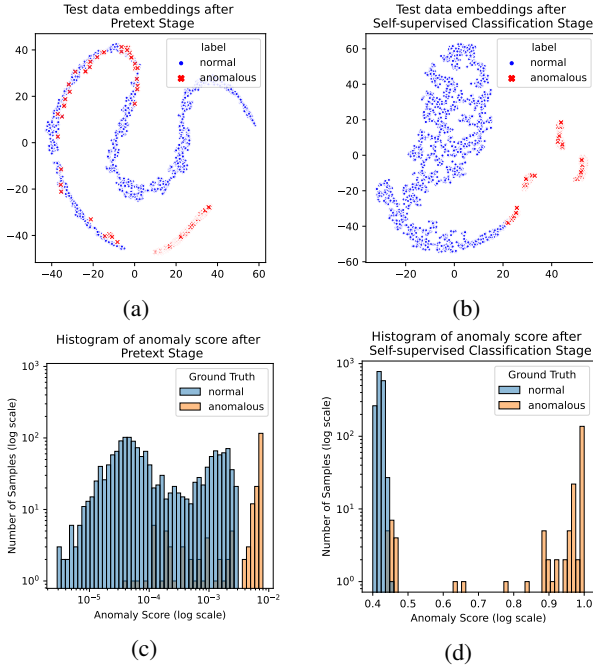 Test data embeddings after
Pretext Stage
label
normal
anomalous
40
20
0
−20
−40
−40
−20
0
20
40
60
(a)
Test data embeddings after
Self-supervised Classification Stage
label
normal
anomalous
60
40
20
0
−20
−40
−60
−40
−20
0
20
40
(b)
Histogram of anomaly score after
Pretext Stage
Ground Truth
normal
anomalous
Number of Samples (log scale)
10³
10²
10¹
10⁰
10⁻⁵
10⁻⁴
10⁻³
10⁻²
Anomaly Score (log scale)
(c)
Histogram of anomaly score after
Self-supervised Classification Stage
Ground Truth
normal
anomalous
Number of Samples (log scale)
10³
10²
10¹
10⁰
0.4
0.5
0.6
0.7
0.8
0.9
1.0
Anomaly Score (log scale)
(d)